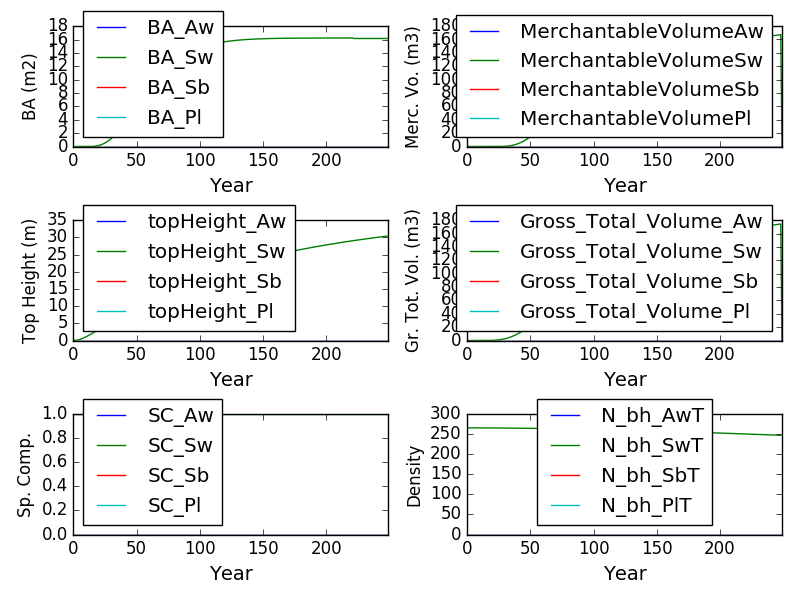 BA (m2)
18
16
14
12
10
8
6
4
2
0
BA_Aw
BA_Sw
BA_Sb
BA_Pl
0 50 100 150 200
Year
Merc. Vo. (m3)
180
160
140
120
100
80
60
40
20
0
MerchantableVolumeAw
MerchantableVolumeSw
MerchantableVolumeSb
MerchantableVolumePl
0 50 100 150 200
Year
Top Height (m)
35
30
25
20
15
10
5
0
topHeight_Aw
topHeight_Sw
topHeight_Sb
topHeight_Pl
0 50 100 150 200
Year
Gr. Tot. Vol. (m3)
180
160
140
120
100
80
60
40
20
0
Gross_Total_Volume_Aw
Gross_Total_Volume_Sw
Gross_Total_Volume_Sb
Gross_Total_Volume_Pl
0 50 100 150 200
Year
Sp. Comp.
1.0
0.8
0.6
0.4
0.2
0.0
SC_Aw
SC_Sw
SC_Sb
SC_Pl
0 50 100 150 200
Year
Density
300
250
200
150
100
50
0
N_bh_AwT
N_bh_SwT
N_bh_SbT
N_bh_PlT
0 50 100 150 200
Year